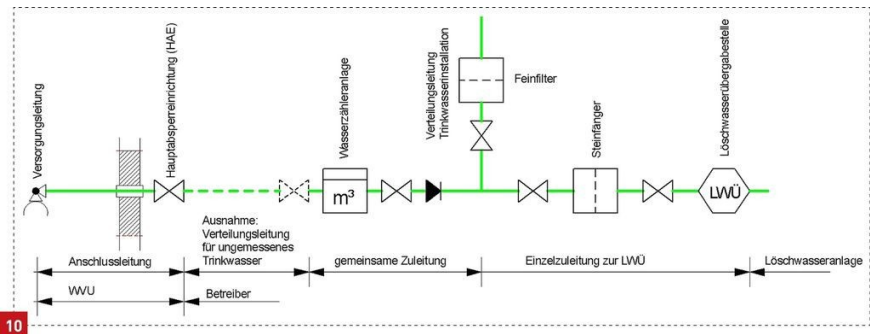 Versorgungsleitung
Hauptabsperreinrichtung (HAE)
Wasserzähleranlage
Verteilungsleitung
Trinkwasserinstallation
Feinfilter
Steinfänger
Löschwasserübergabestelle
m³
LWÜ
Ausnahme:
Verteilungsleitung
für ungemessenes
Trinkwasser
Anschlussleitung
gemeinsame Zuleitung
Einzelzuleitung zur LWÜ
Löschwasseranlage
WVU
Betreiber
10